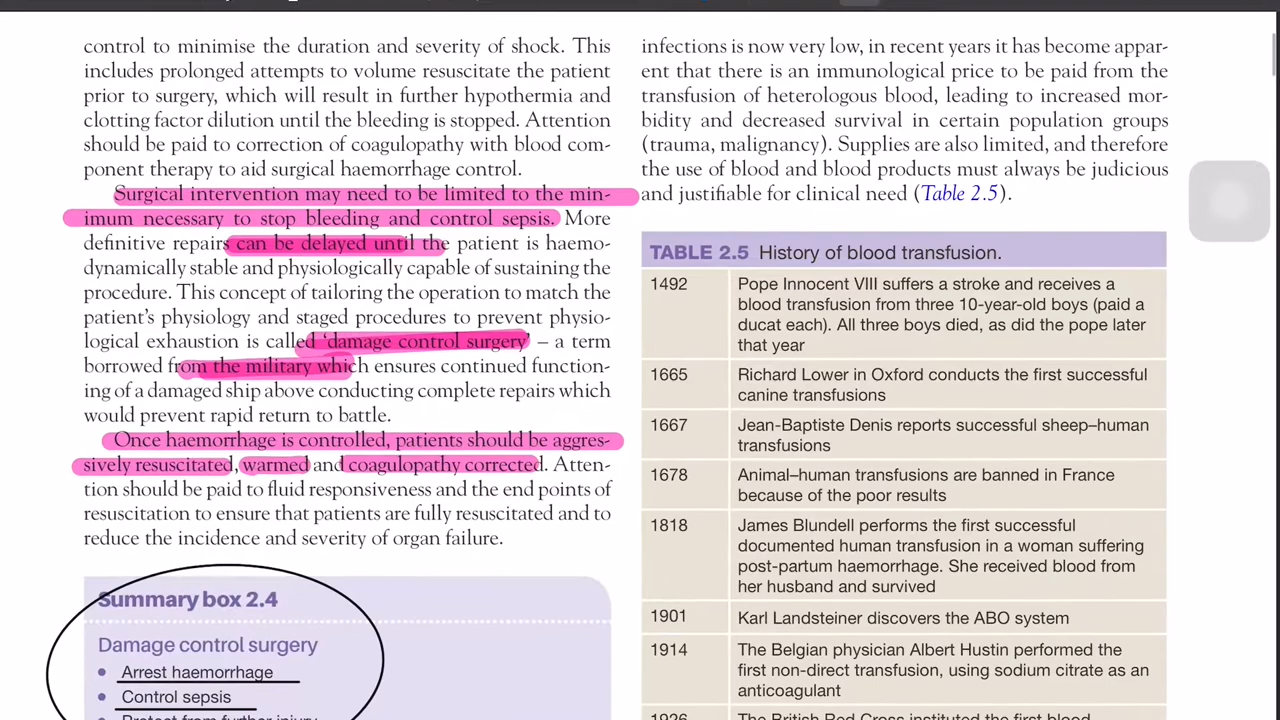 control to minimise the duration and severity of shock. This
includes prolonged attempts to volume resuscitate the patient
prior to surgery, which will result in further hypothermia and
clotting factor dilution until the bleeding is stopped. Attention
should be paid to correction of coagulopathy with blood com-
ponent therapy to aid surgical haemorrhage control.
Surgical intervention may need to be limited to the min-
imum necessary to stop bleeding and control sepsis. More
definitive repairs can be delayed until the patient is haemo-
dynamically stable and physiologically capable of sustaining the
procedure. This concept of tailoring the operation to match the
patient's physiology and staged procedures to prevent physio-
logical exhaustion is called 'damage control surgery' – a term
borrowed from the military which ensures continued function-
ing of a damaged ship above conducting complete repairs which
would prevent rapid return to battle.
Once haemorrhage is controlled, patients should be aggres-
sively resuscitated, warmed and coagulopathy corrected. Atten-
tion should be paid to fluid responsiveness and the end points of
resuscitation to ensure that patients are fully resuscitated and to
reduce the incidence and severity of organ failure.
Summary box 2.4
Damage control surgery
• Arrest haemorrhage
• Control sepsis
• Protect from further injury
infections is now very low, in recent years it has become appar-
ent that there is an immunological price to be paid from the
transfusion of heterologous blood, leading to increased mor-
bidity and decreased survival in certain population groups
(trauma, malignancy). Supplies are also limited, and therefore
the use of blood and blood products must always be judicious
and justifiable for clinical need (Table 2.5).
TABLE 2.5 History of blood transfusion.
1492 Pope Innocent VIII suffers a stroke and receives a
blood transfusion from three 10-year-old boys (paid a
ducat each). All three boys died, as did the pope later
that year
1665 Richard Lower in Oxford conducts the first successful
canine transfusions
1667 Jean-Baptiste Denis reports successful sheep–human
transfusions
1678 Animal–human transfusions are banned in France
because of the poor results
1818 James Blundell performs the first successful
documented human transfusion in a woman suffering
post-partum haemorrhage. She received blood from
her husband and survived
1901 Karl Landsteiner discovers the ABO system
1914 The Belgian physician Albert Hustin performed the
first non-direct transfusion, using sodium citrate as an
anticoagulant
1926 The British Red Cross instituted the first blood